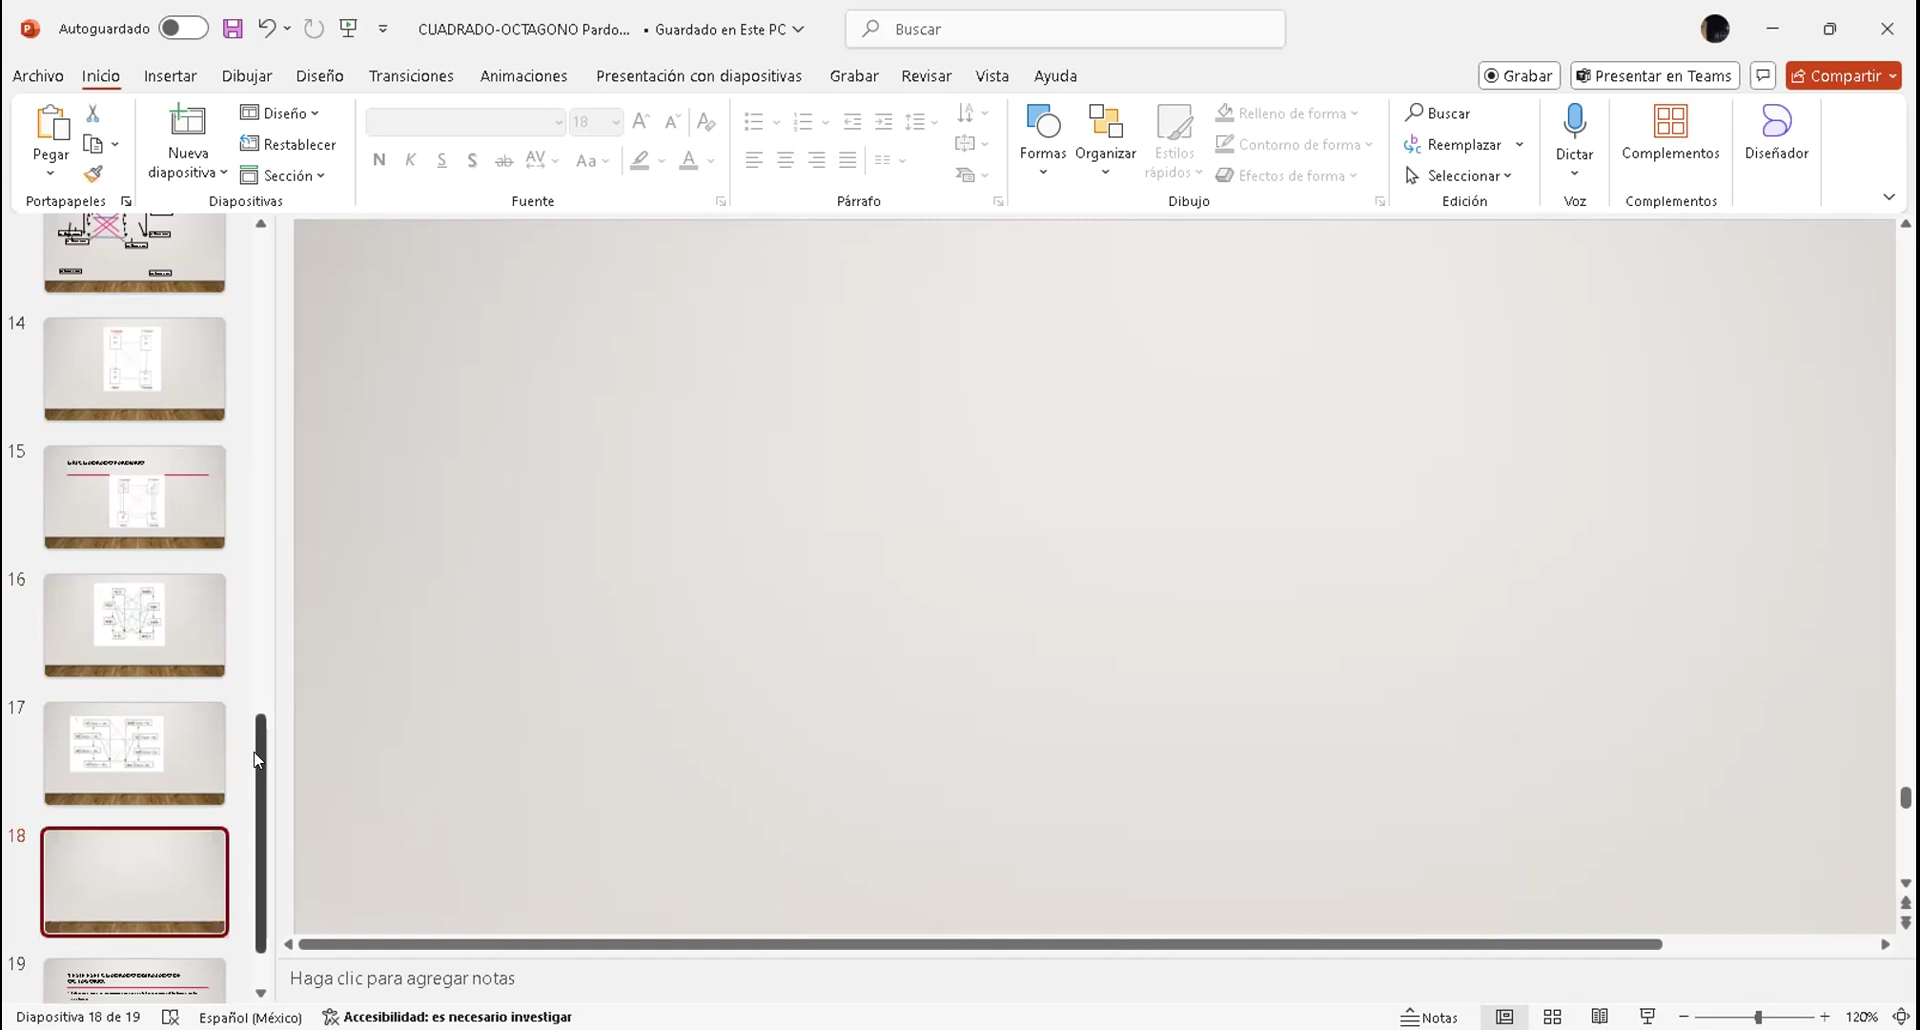 Autoguardado
CUADRADO-OCTAGONO Pardo... • Guardado en Este PC
Buscar
Archivo Inicio Insertar Dibujar Diseño Transiciones Animaciones Presentación con diapositivas Grabar Revisar Vista Ayuda
Grabar
Presentar en Teams
Compartir
Pegar
Nueva diapositiva
Diseño
Restablecer
Sección
18
N K S S ab AV Aa A
Formas
Organizar
Estilos rápidos
Relleno de forma
Contorno de forma
Efectos de forma
Buscar
Reemplazar
Seleccionar
Dictar
Complementos
Diseñador
Portapapeles Diapositivas Fuente Párrafo Dibujo Edición Voz Complementos
14
15
16
17
18
19
Haga clic para agregar notas
Diapositiva 18 de 19 Español (México) Accesibilidad: es necesario investigar Notas 120%